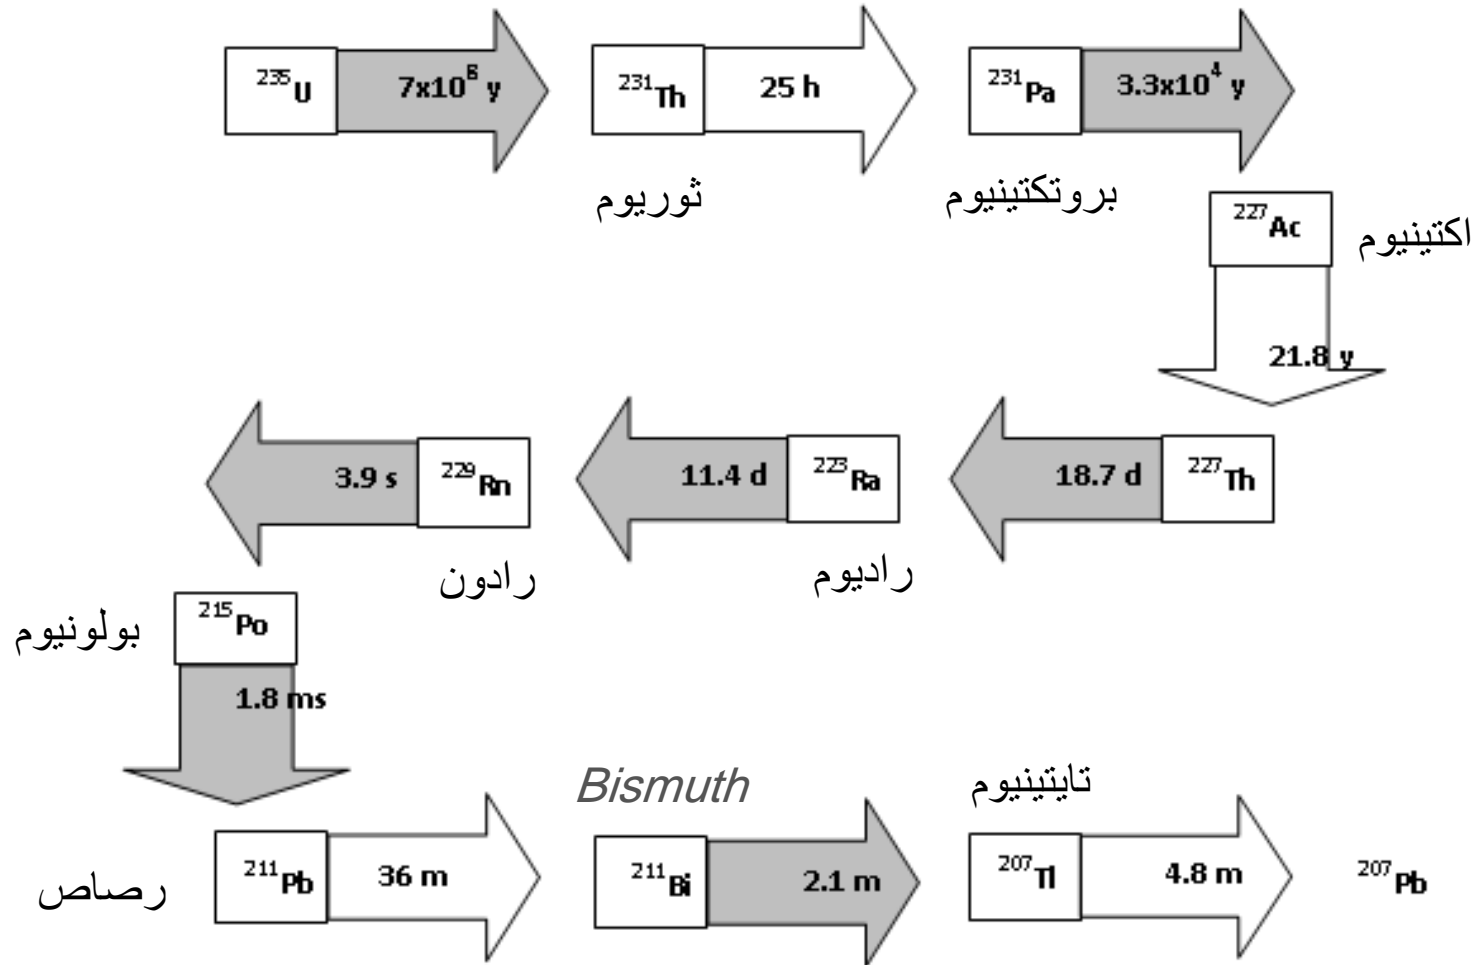 ²³⁵U 7x10⁸ y ²³¹Th 25 h ²³¹Pa 3.3x10⁴ y
ثوريوم
بروتكتينيوم
²²⁷Ac
اكتينيوم
21.8 y
²²⁷Th 18.7 d
²²³Ra 11.4 d
²²⁹Rn 3.9 s
راديوم
رادون
²¹⁵Po
بولونيوم
1.8 ms
Bismuth
تايتينيوم
²¹¹Pb 36 m ²¹¹Bi 2.1 m ²⁰⁷Tl 4.8 m ²⁰⁷Pb
رصاص